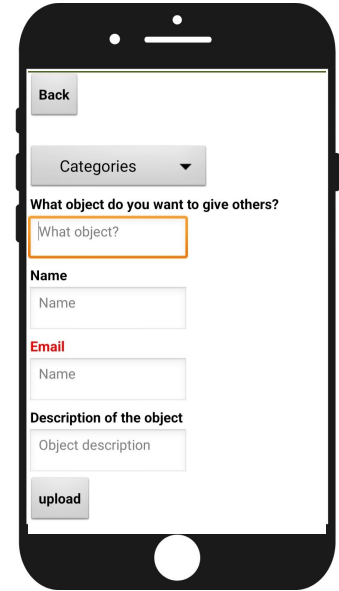 Back
Categories
What object do you want to give others?
What object?
Name
Name
Email
Name
Description of the object
Object description
upload